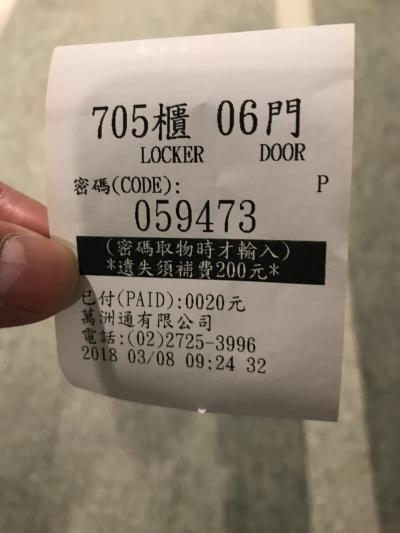 705櫃 06門
LOCKER DOOR
密碼(CODE): P
059473
(密碼取物時才輸入)
*遺失須補費200元*
已付(PAID):0020元
萬洲通有限公司
電話:(02)2725-3996
2018 03/08 09:24 32